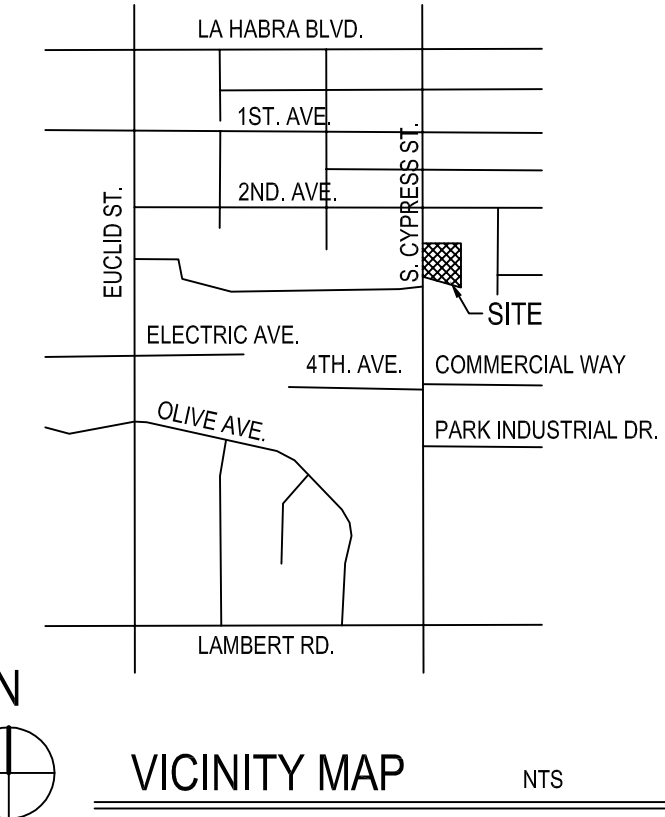 LA HABRA BLVD.
1ST. AVE.
2ND. AVE.
EUCLID ST.
S. CYPRESS ST.
SITE
ELECTRIC AVE.
4TH. AVE.
COMMERCIAL WAY
OLIVE AVE.
PARK INDUSTRIAL DR.
LAMBERT RD.
N
VICINITY MAP
NTS